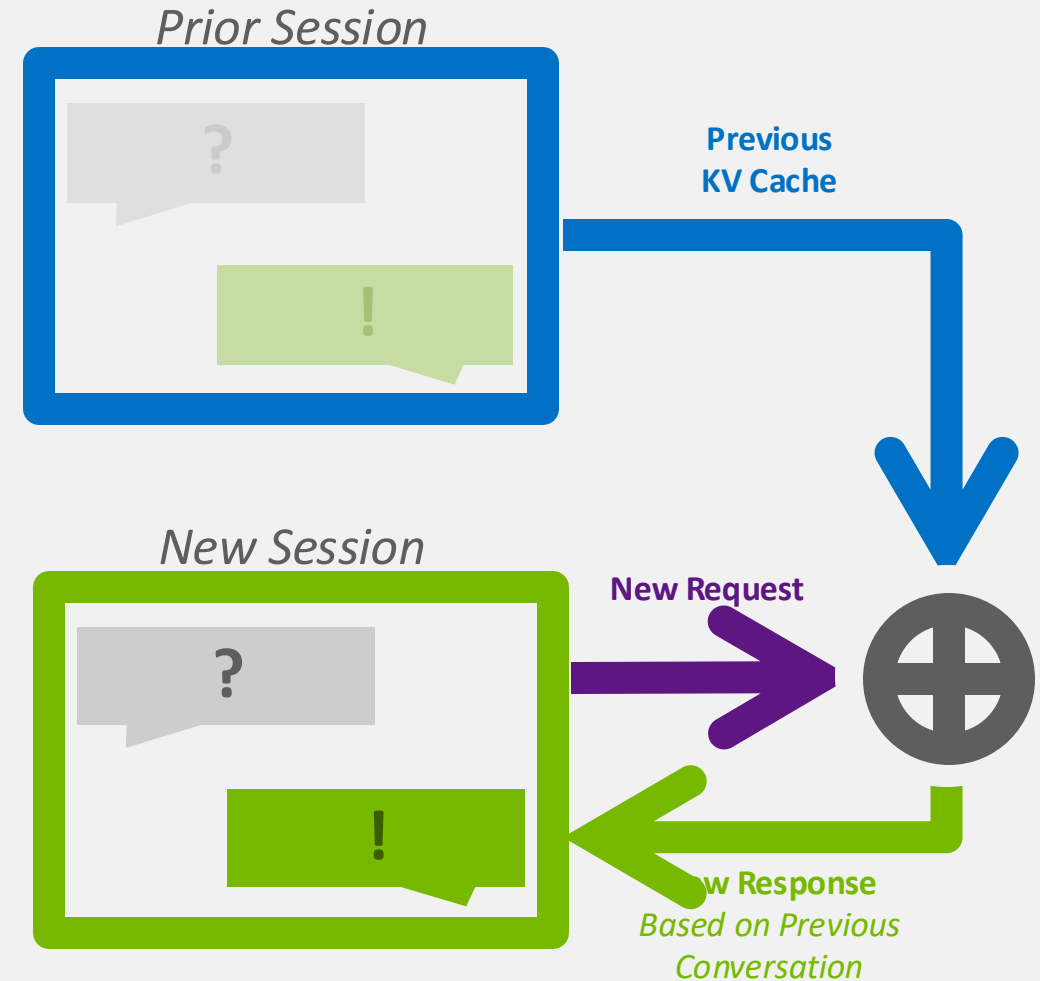 Prior Session
?
!
Previous
KV Cache
New Session
New Request
?
!
w Response
Based on Previous
Conversation